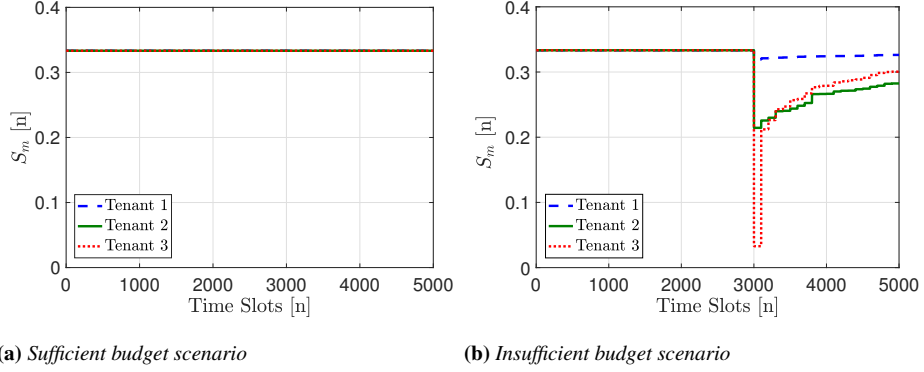 0.4
0.3
0.2
0.1
0
S_m [n]
Tenant 1
Tenant 2
Tenant 3
0 1000 2000 3000 4000 5000
Time Slots [n]
0.4
0.3
0.2
0.1
0
S_m [n]
Tenant 1
Tenant 2
Tenant 3
0 1000 2000 3000 4000 5000
Time Slots [n]
(a) Sufficient budget scenario
(b) Insufficient budget scenario